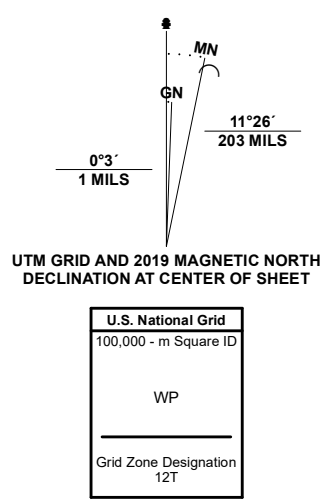 MN
GN
11°26´
203 MILS
0°3´
1 MILS
UTM GRID AND 2019 MAGNETIC NORTH
DECLINATION AT CENTER OF SHEET
U.S. National Grid
100,000 - m Square ID
WP
Grid Zone Designation
12T